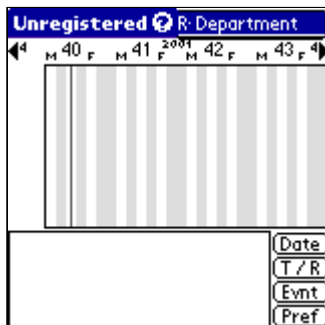 Unregistered ? R: Department
4 M 40 F M 41 F 2001 M 42 F M 43 F 4
Date
T / R
Evnt
Pref